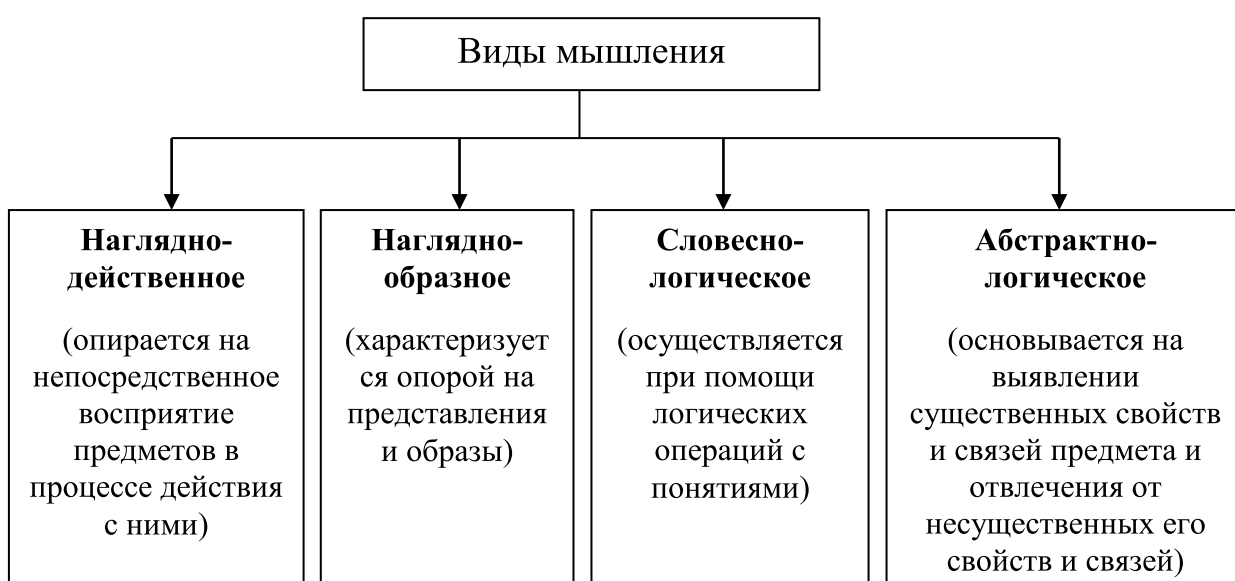 Виды мышления
Наглядно-
действенное
(опирается на
непосредственное
восприятие
предметов в
процессе действия
с ними)
Наглядно-
образное
(характеризует
ся опорой на
представления
и образы)
Словесно-
логическое
(осуществляется
при помощи
логических
операций с
понятиями)
Абстрактно-
логическое
(основывается на
выявлении
существенных свойств
и связей предмета и
отвлечения от
несущественных его
свойств и связей)